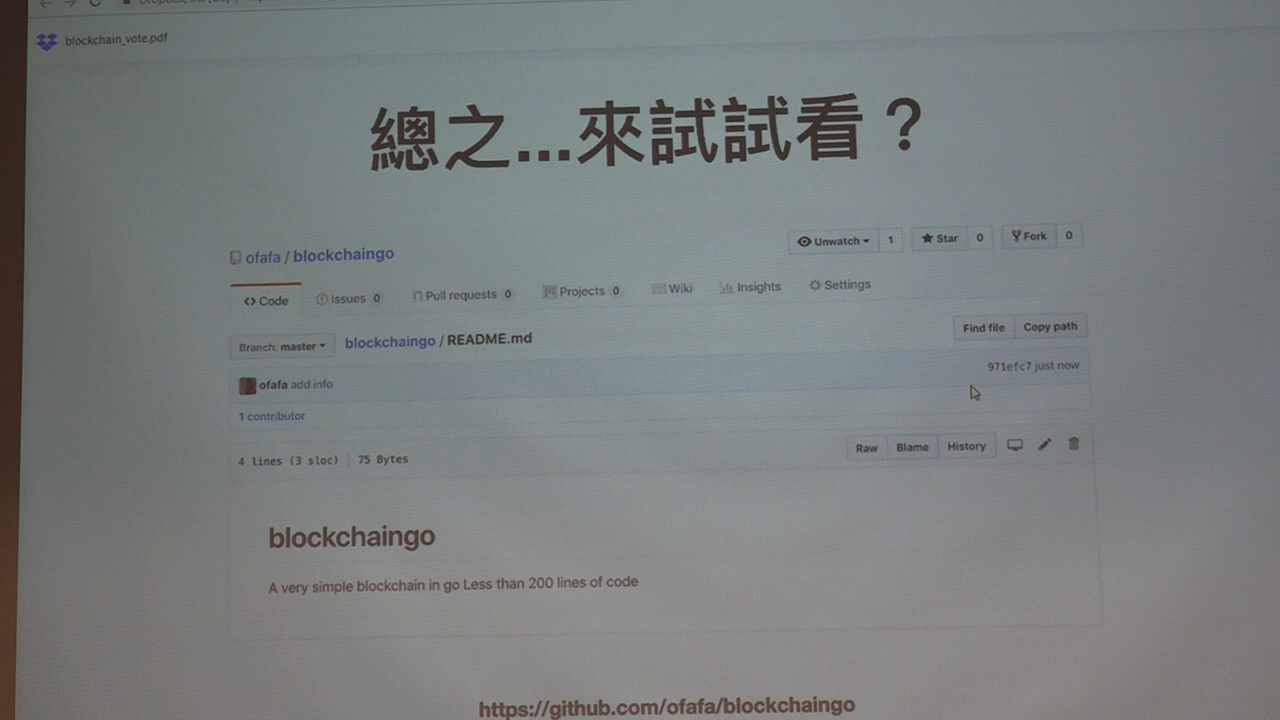 blockchain_vote.pdf
總之...來試試看？
ofafa / blockchaingo
Unwatch 1 Star 0 Fork 0
Code Issues 0 Pull requests 0 Projects 0 Wiki Insights Settings
Branch: master blockchaingo / README.md Find file Copy path
ofafa add info 971efc7 just now
1 contributor
4 lines (3 sloc) 75 Bytes Raw Blame History
blockchaingo
A very simple blockchain in go Less than 200 lines of code
https://github.com/ofafa/blockchaingo